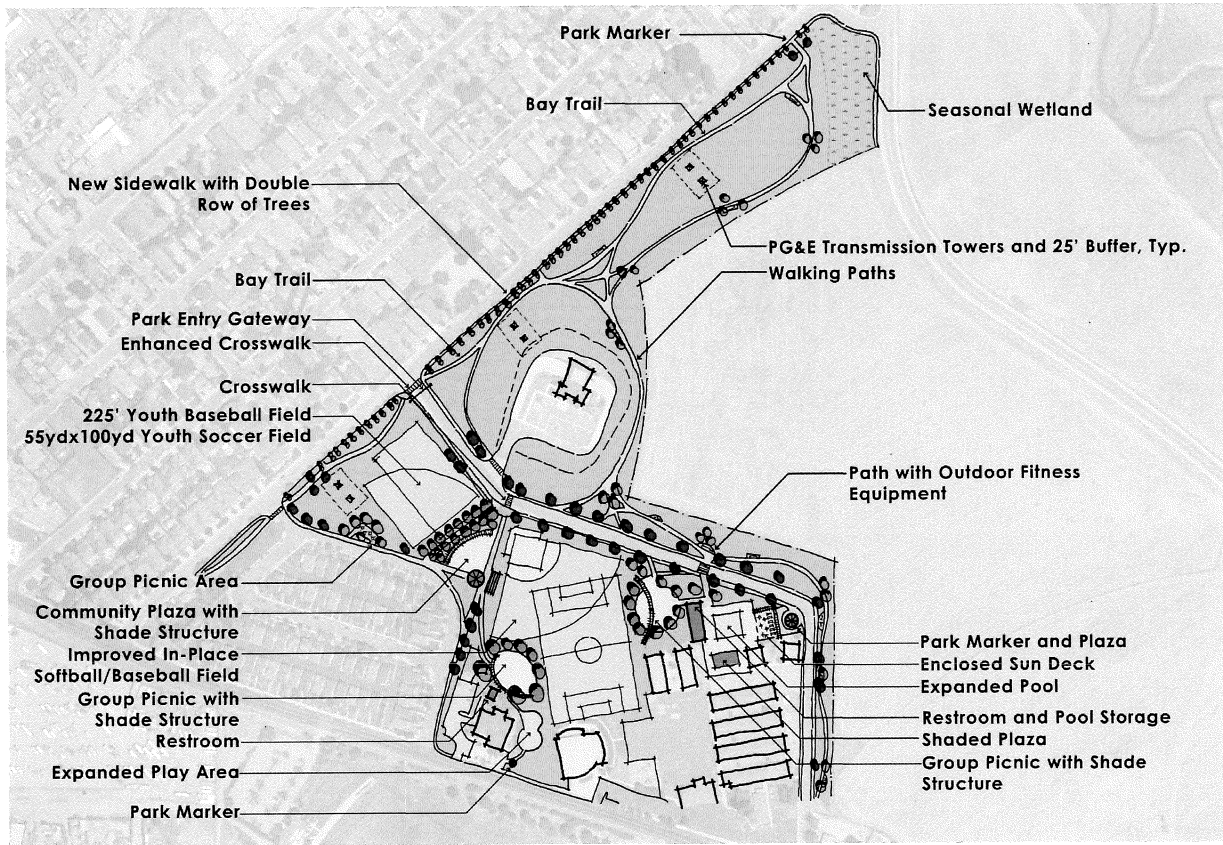 Park Marker
Bay Trail
Seasonal Wetland
New Sidewalk with Double
Row of Trees
PG&E Transmission Towers and 25' Buffer, Typ.
Walking Paths
Bay Trail
Park Entry Gateway
Enhanced Crosswalk
Crosswalk
225' Youth Baseball Field
55ydx100yd Youth Soccer Field
Path with Outdoor Fitness
Equipment
Group Picnic Area
Community Plaza with
Shade Structure
Improved In-Place
Softball/Baseball Field
Group Picnic with
Shade Structure
Restroom
Expanded Play Area
Park Marker
Park Marker and Plaza
Enclosed Sun Deck
Expanded Pool
Restroom and Pool Storage
Shaded Plaza
Group Picnic with Shade
Structure